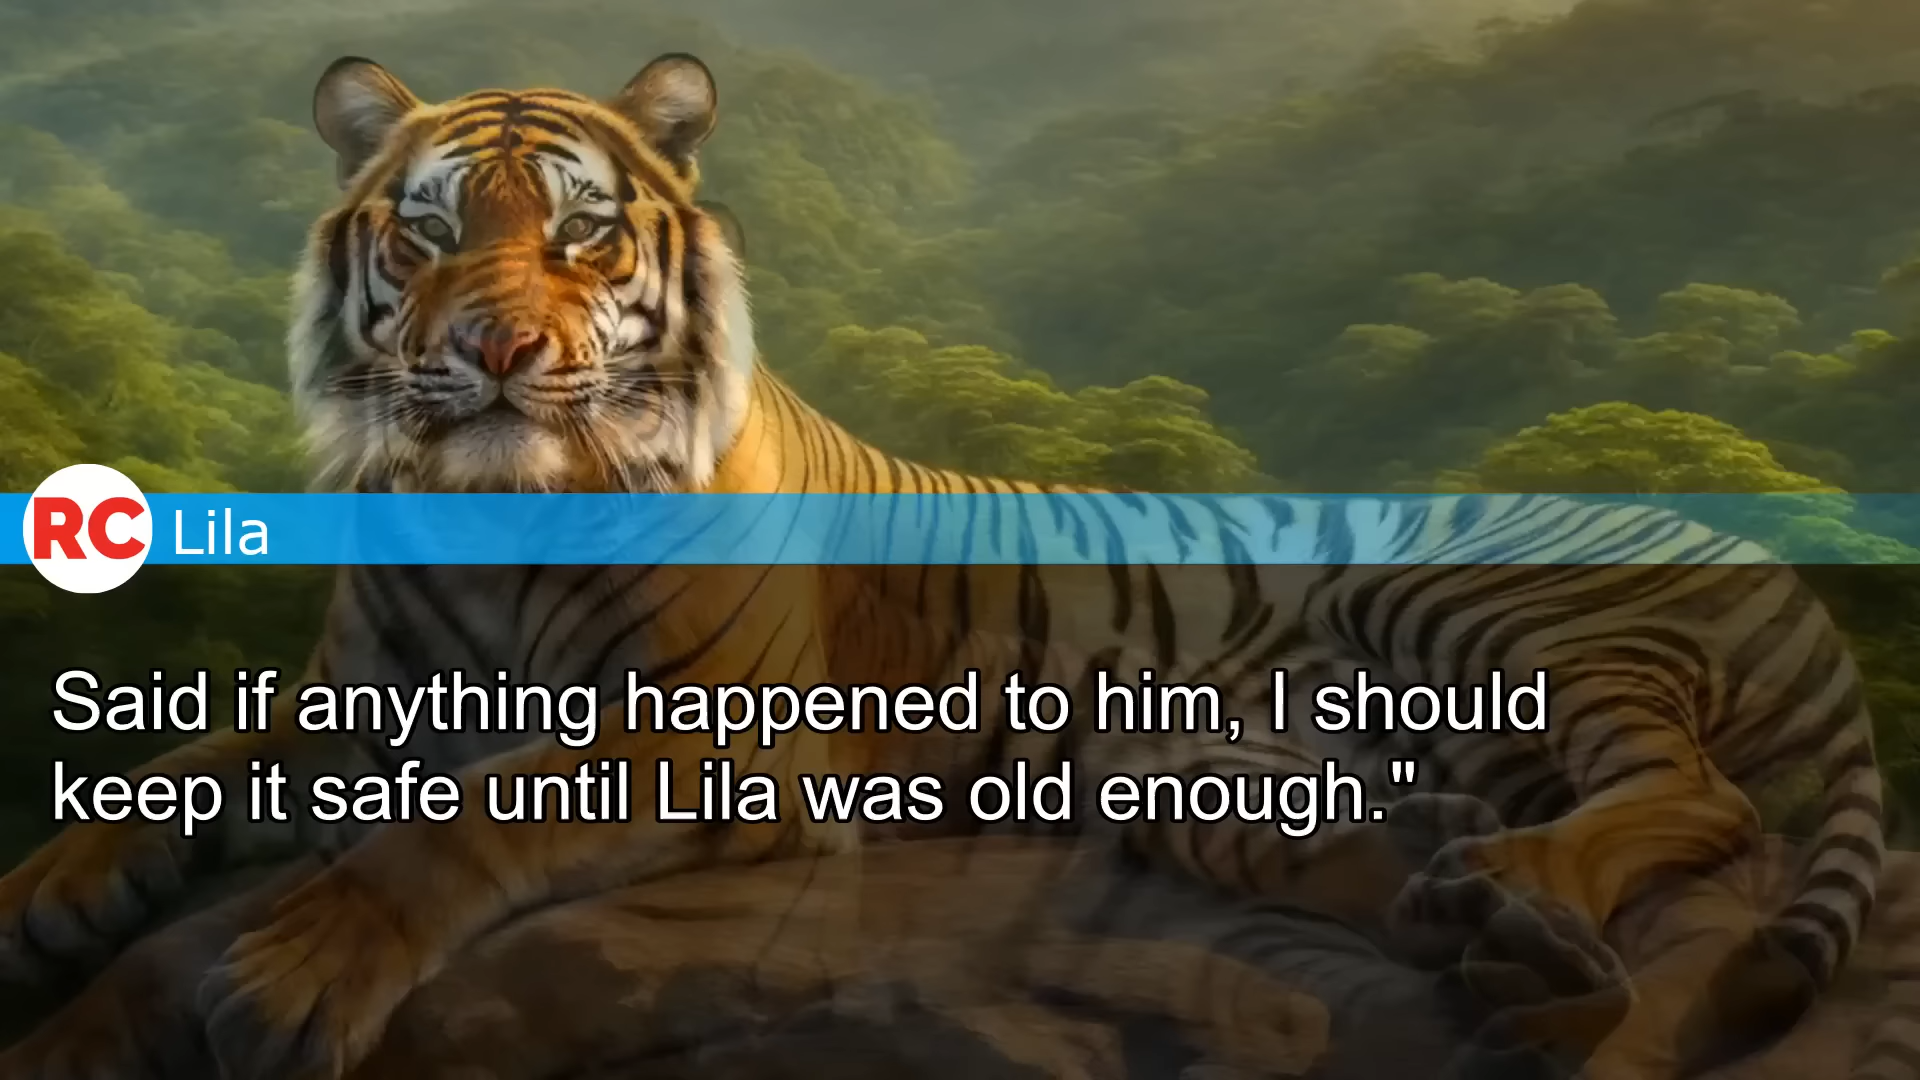 RC Lila
Said if anything happened to him, I should
keep it safe until Lila was old enough."